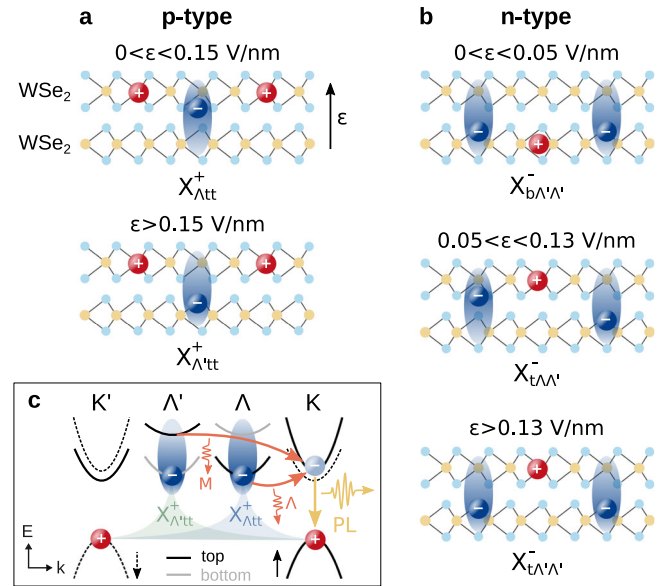 a p-type
0<ε<0.15 V/nm
WSe₂
WSe₂
ε
+
+
−
X⁺Λtt
ε>0.15 V/nm
+
+
−
X⁺Λ'tt
b n-type
0<ε<0.05 V/nm
−
−
+
X⁻bΛ'Λ'
0.05<ε<0.13 V/nm
−
+
−
X⁻tΛΛ'
ε>0.13 V/nm
+
−
−
X⁻tΛ'Λ'
c
K' Λ' Λ K
− − −
M
Λ
X⁺Λ'tt X⁺Λtt PL
+ +
E
k
top
bottom